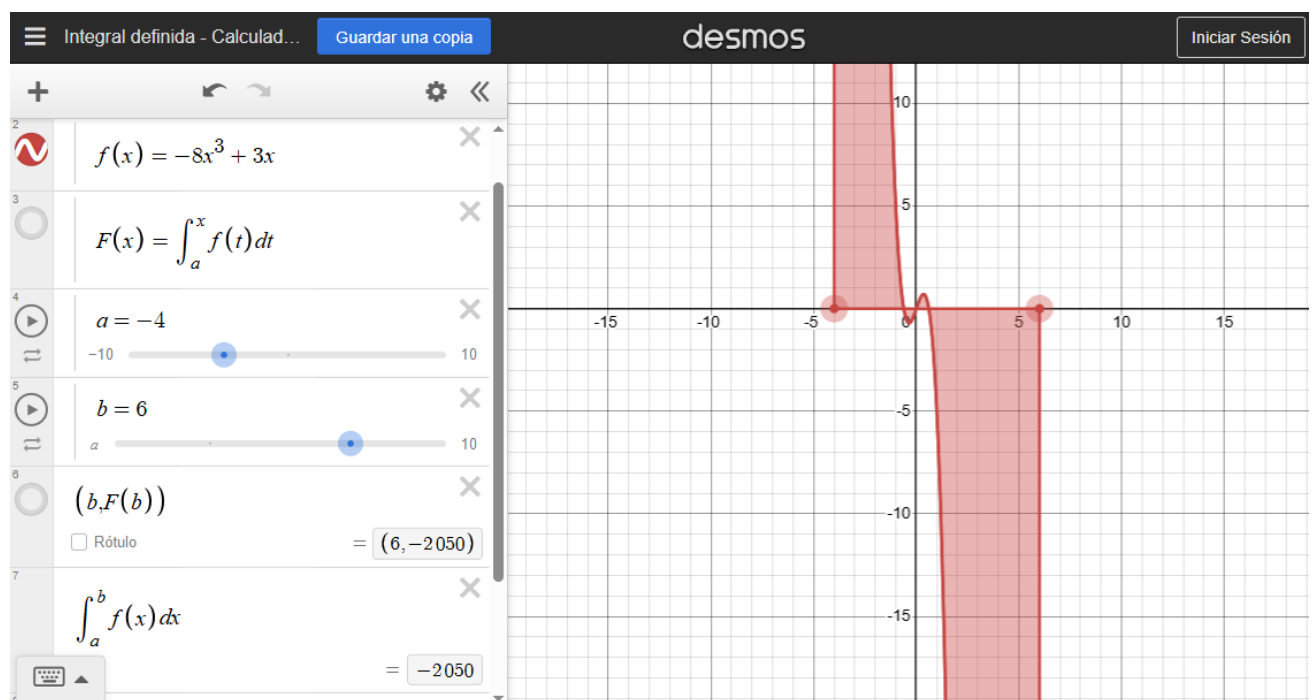 Integral definida - Calculad... Guardar una copia desmos Iniciar Sesión
2
f(x) = −8x³ + 3x
3
F(x) = ∫ₐˣ f(t) dt
4
a = −4
−10 10
5
b = 6
a 10
6
(b,F(b))
Rótulo = (6,−2050)
7
∫ₐᵇ f(x) dx
= −2050
10
5
-15 -10 -5 0 5 10 15
-5
-10
-15